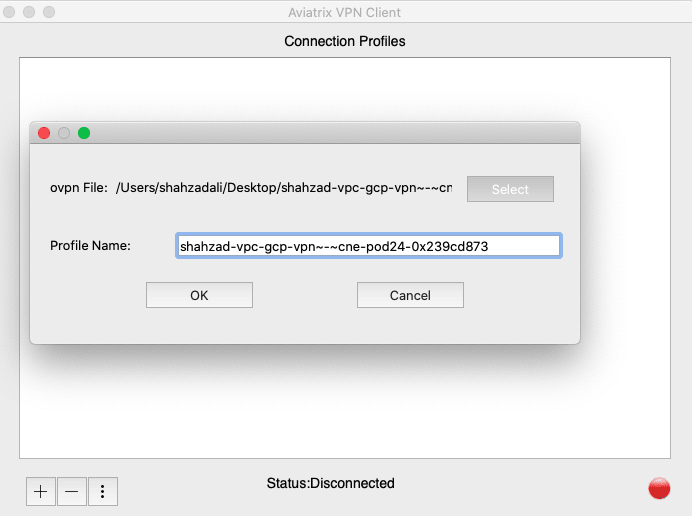 Aviatrix VPN Client
Connection Profiles
ovpn File: /Users/shahzadali/Desktop/shahzad-vpc-gcp-vpn~-~cn
Select
Profile Name: shahzad-vpc-gcp-vpn~-~cne-pod24-0x239cd873
OK Cancel
Status:Disconnected